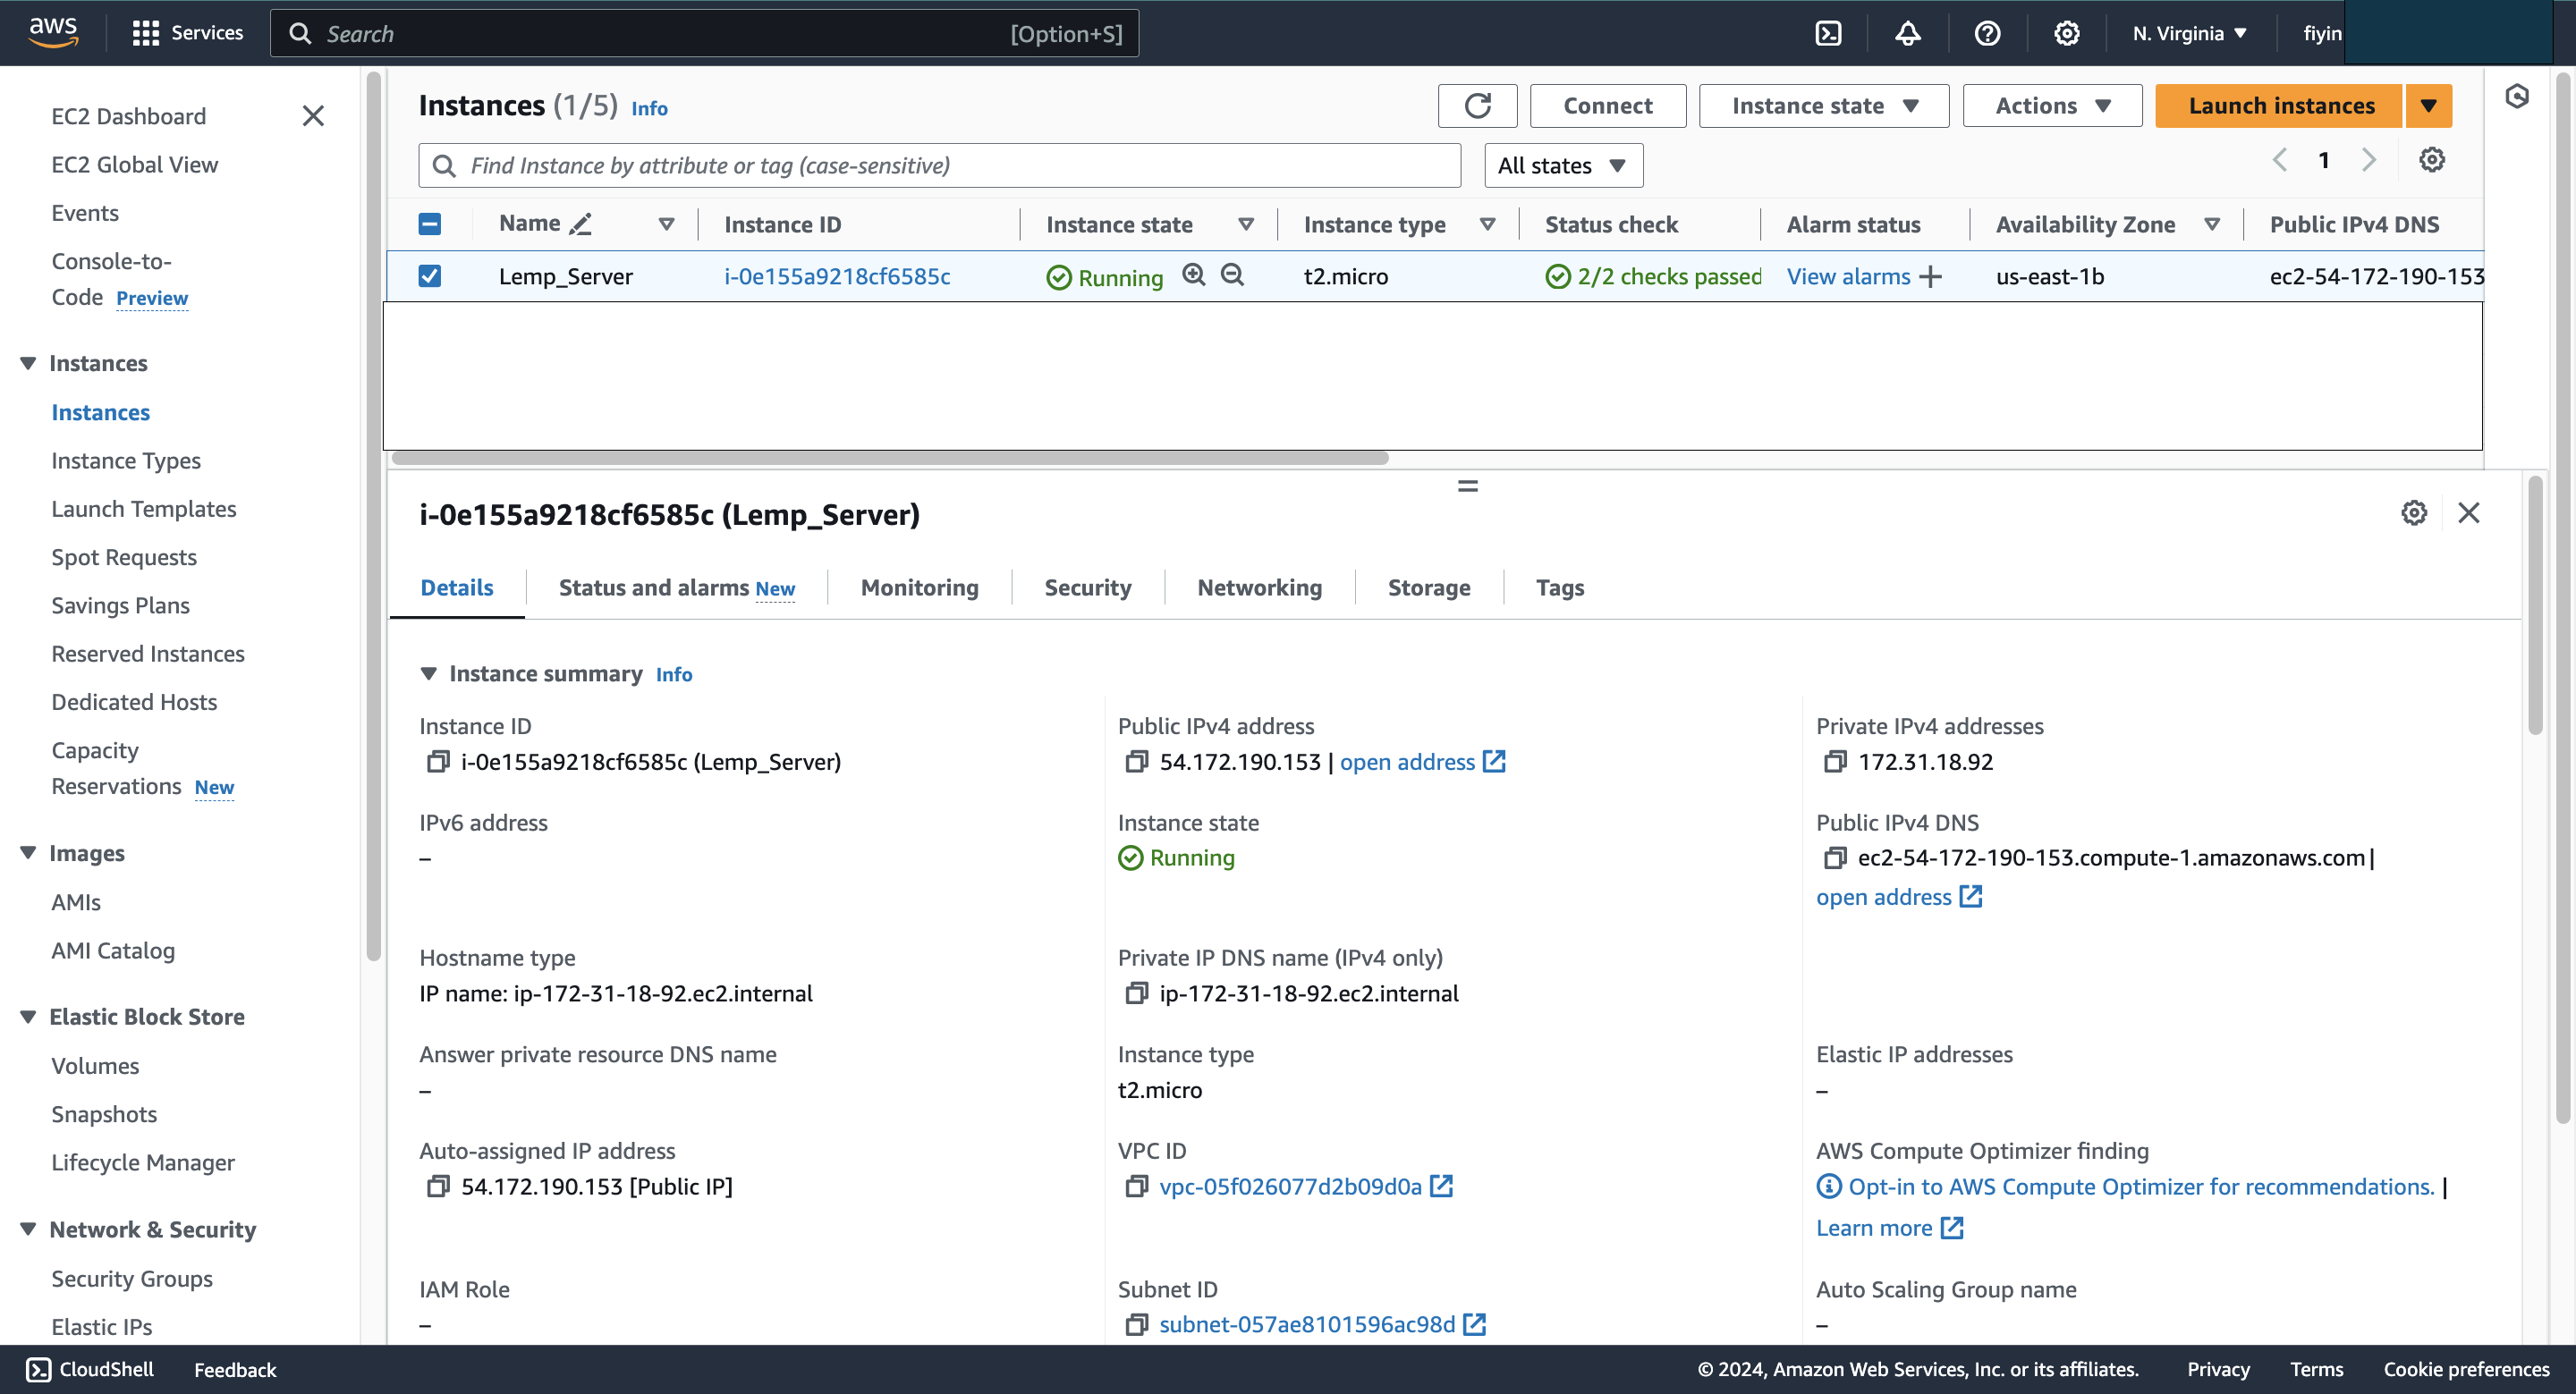 aws
Services
Search [Option+S]
N. Virginia
fiyin
EC2 Dashboard
EC2 Global View
Events
Console-to-
Code Preview
Instances
Instances
Instance Types
Launch Templates
Spot Requests
Savings Plans
Reserved Instances
Dedicated Hosts
Capacity
Reservations New
Images
AMIs
AMI Catalog
Elastic Block Store
Volumes
Snapshots
Lifecycle Manager
Network & Security
Security Groups
Elastic IPs
Instances (1/5) Info
Connect
Instance state
Actions
Launch instances
Find Instance by attribute or tag (case-sensitive)
All states
1
Name Instance ID Instance state Instance type Status check Alarm status Availability Zone Public IPv4 DNS
Lemp_Server i-0e155a9218cf6585c Running t2.micro 2/2 checks passed View alarms + us-east-1b ec2-54-172-190-153
i-0e155a9218cf6585c (Lemp_Server)
Details Status and alarms New Monitoring Security Networking Storage Tags
Instance summary Info
Instance ID
i-0e155a9218cf6585c (Lemp_Server)
Public IPv4 address
54.172.190.153 | open address
Private IPv4 addresses
172.31.18.92
IPv6 address
–
Instance state
Running
Public IPv4 DNS
ec2-54-172-190-153.compute-1.amazonaws.com |
open address
Hostname type
IP name: ip-172-31-18-92.ec2.internal
Private IP DNS name (IPv4 only)
ip-172-31-18-92.ec2.internal
Answer private resource DNS name
–
Instance type
t2.micro
Elastic IP addresses
–
Auto-assigned IP address
54.172.190.153 [Public IP]
VPC ID
vpc-05f026077d2b09d0a
AWS Compute Optimizer finding
Opt-in to AWS Compute Optimizer for recommendations. |
Learn more
IAM Role
–
Subnet ID
subnet-057ae8101596ac98d
Auto Scaling Group name
–
CloudShell
Feedback
© 2024, Amazon Web Services, Inc. or its affiliates.
Privacy
Terms
Cookie preferences